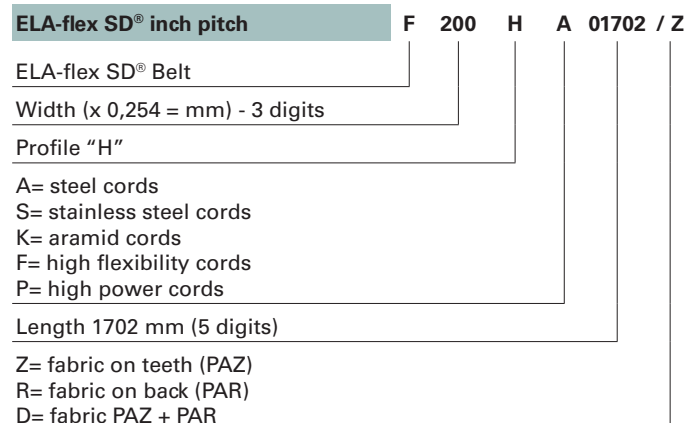 ELA-flex SD® inch pitch F 200 H A 01702 / Z
ELA-flex SD® Belt
Width (x 0,254 = mm) - 3 digits
Profile “H”
A= steel cords
S= stainless steel cords
K= aramid cords
F= high flexibility cords
P= high power cords
Length 1702 mm (5 digits)
Z= fabric on teeth (PAZ)
R= fabric on back (PAR)
D= fabric PAZ + PAR